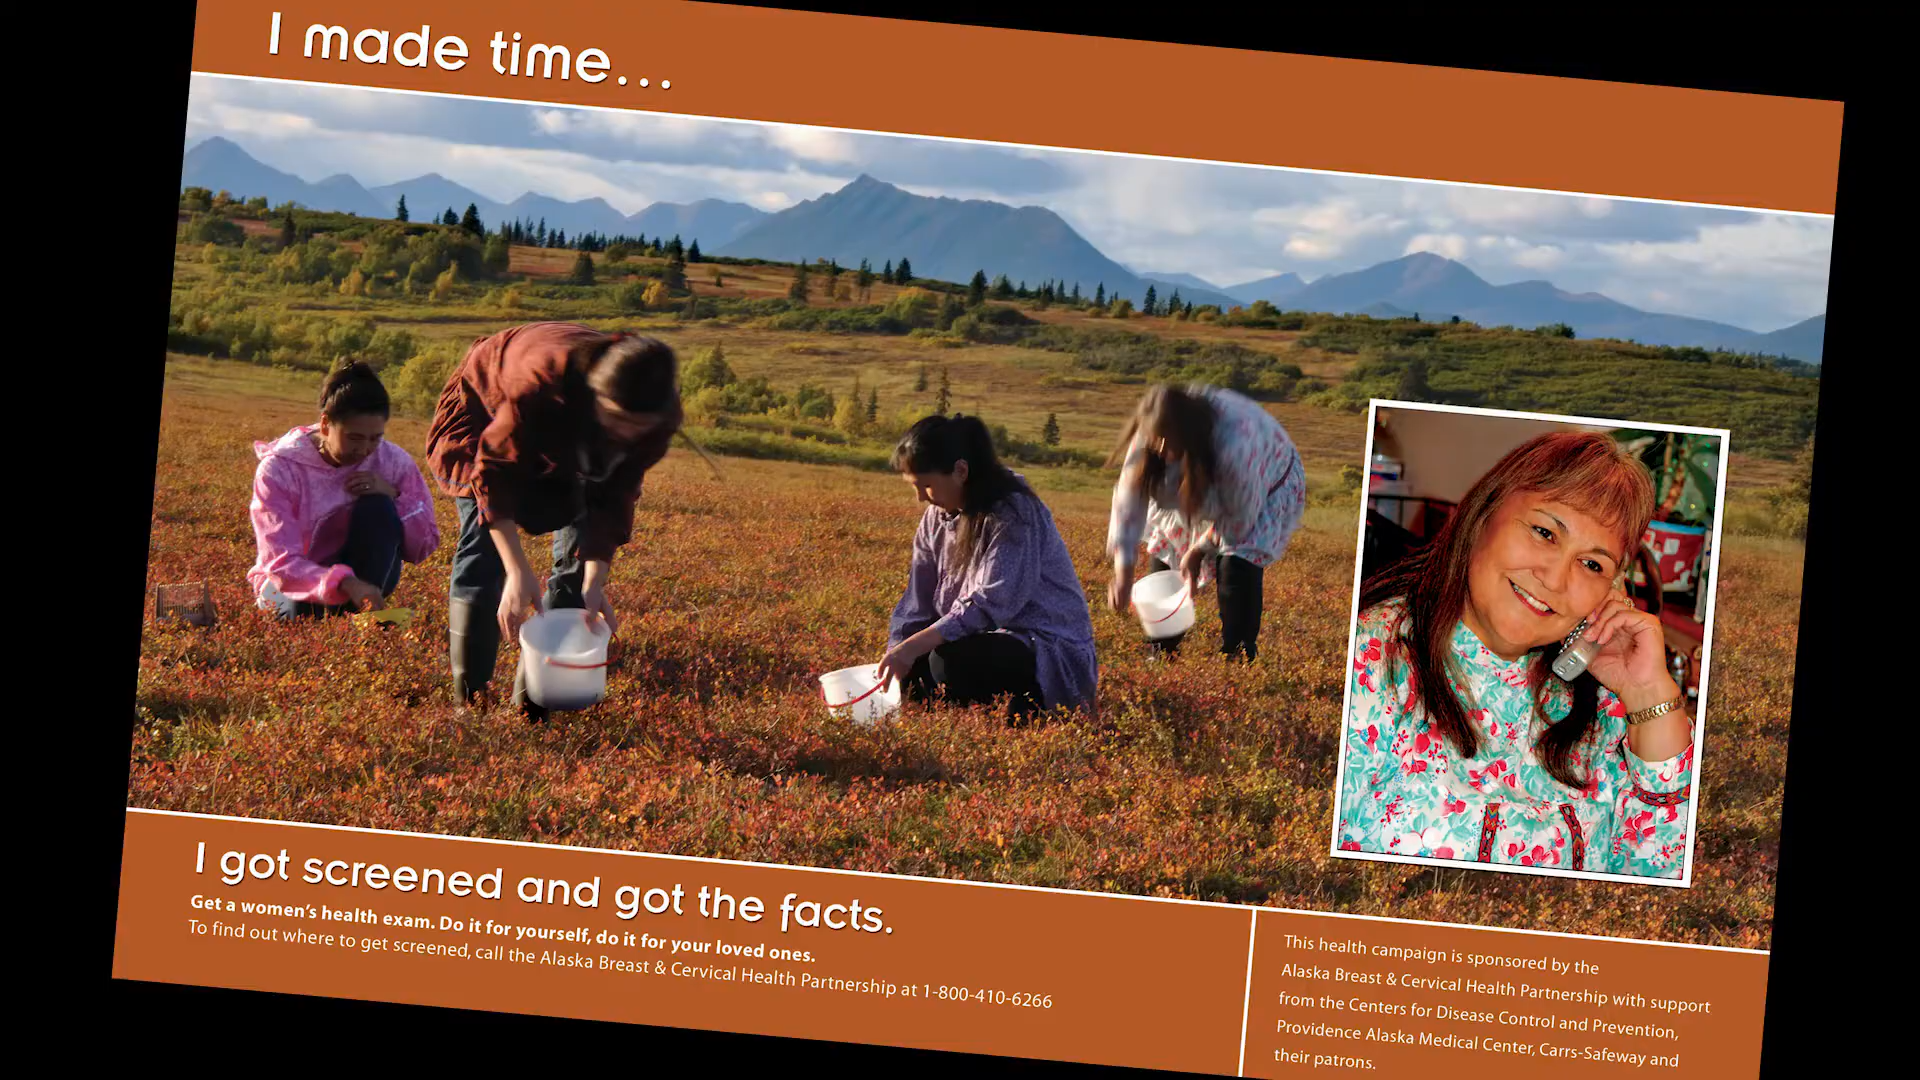 I made time...
I got screened and got the facts.
Get a women's health exam. Do it for yourself, do it for your loved ones.
To find out where to get screened, call the Alaska Breast & Cervical Health Partnership at 1-800-410-6266
This health campaign is sponsored by the
Alaska Breast & Cervical Health Partnership with support
from the Centers for Disease Control and Prevention,
Providence Alaska Medical Center, Carrs-Safeway and
their patrons.